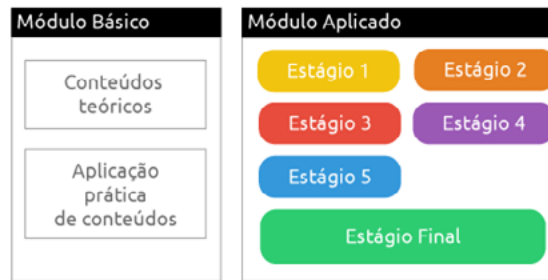 Módulo Básico
Conteúdos
teóricos
Aplicação
prática
de conteúdos
Módulo Aplicado
Estágio 1
Estágio 2
Estágio 3
Estágio 4
Estágio 5
Estágio Final